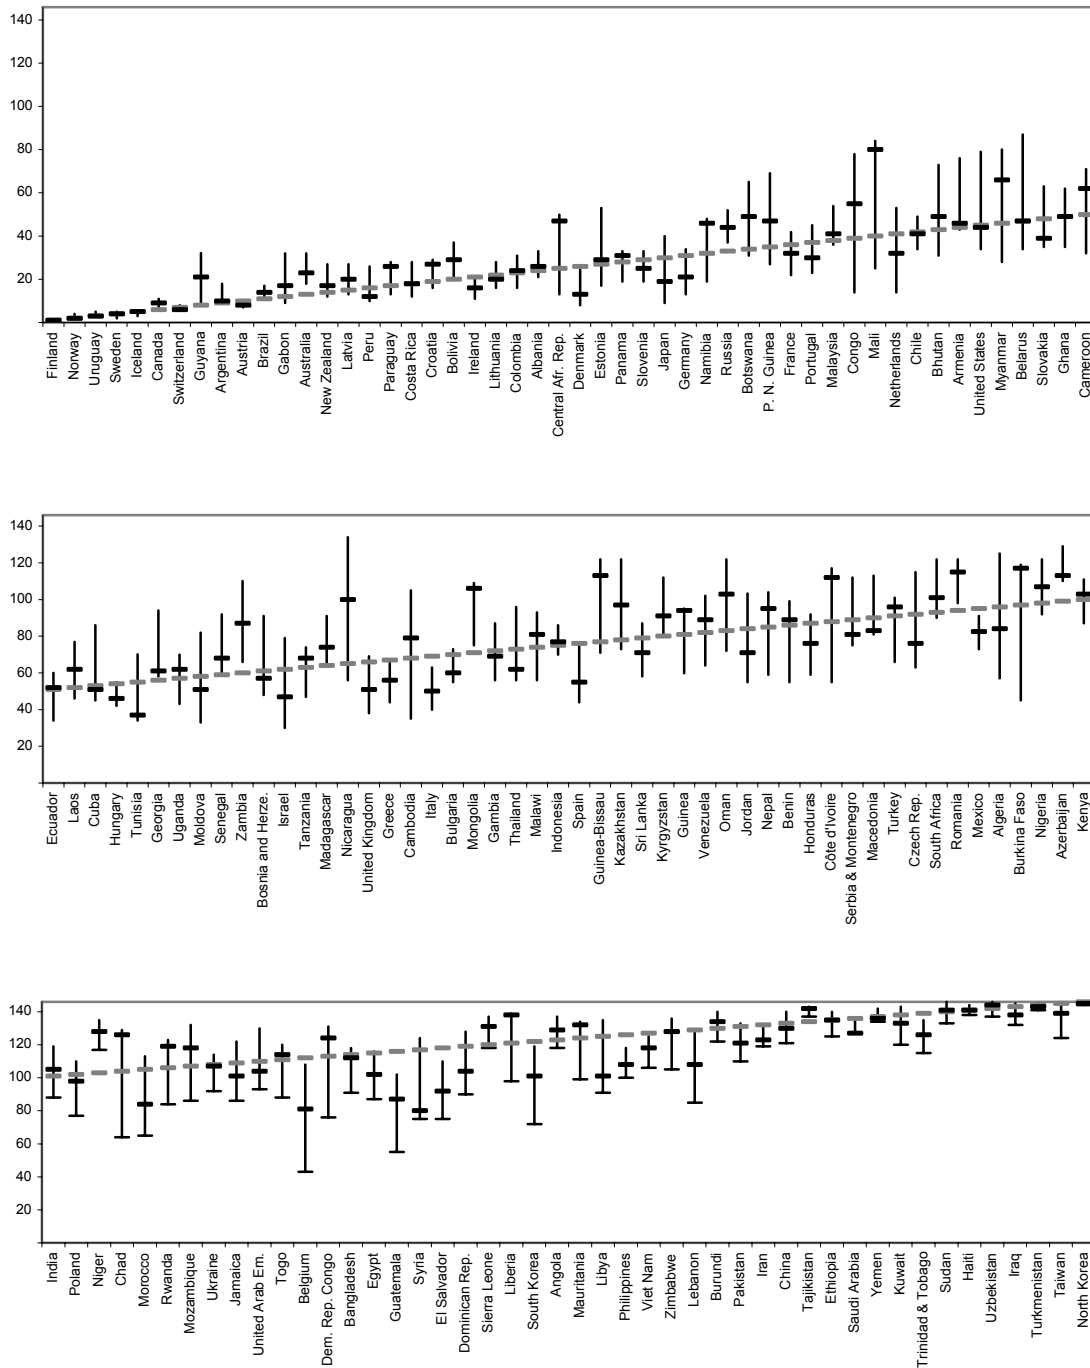 140
120
100
80
60
40
20
Finland
Norway
Uruguay
Sweden
Iceland
Canada
Switzerland
Guyana
Argentina
Austria
Brazil
Gabon
Australia
New Zealand
Latvia
Peru
Paraguay
Costa Rica
Croatia
Bolivia
Ireland
Lithuania
Colombia
Albania
Central Afr. Rep.
Denmark
Estonia
Panama
Slovenia
Japan
Germany
Namibia
Russia
Botswana
P. N. Guinea
France
Portugal
Malaysia
Congo
Mali
Netherlands
Chile
Bhutan
Armenia
United States
Myanmar
Belarus
Slovakia
Ghana
Cameroon
140
120
100
80
60
40
20
Ecuador
Laos
Cuba
Hungary
Tunisia
Georgia
Uganda
Moldova
Senegal
Zambia
Bosnia and Herze.
Israel
Tanzania
Madagascar
Nicaragua
United Kingdom
Greece
Cambodia
Italy
Bulgaria
Mongolia
Gambia
Thailand
Malawi
Indonesia
Spain
Guinea-Bissau
Kazakhstan
Sri Lanka
Kyrgyzstan
Guinea
Venezuela
Oman
Jordan
Nepal
Benin
Honduras
Côte d'Ivoire
Serbia & Montenegro
Macedonia
Turkey
Czech Rep.
South Africa
Romania
Mexico
Algeria
Burkina Faso
Nigeria
Azerbaijan
Kenya
140
120
100
80
60
40
20
India
Poland
Niger
Chad
Morocco
Rwanda
Mozambique
Ukraine
Jamaica
United Arab Em.
Togo
Belgium
Dem. Rep. Congo
Bangladesh
Egypt
Guatemala
Syria
El Salvador
Dominican Rep.
Sierra Leone
Liberia
South Korea
Angola
Mauritania
Libya
Philippines
Viet Nam
Zimbabwe
Lebanon
Burundi
Pakistan
Iran
China
Tajikistan
Ethiopia
Saudi Arabia
Yemen
Kuwait
Trinidad & Tobago
Sudan
Haiti
Uzbekistan
Iraq
Turkmenistan
Taiwan
North Korea